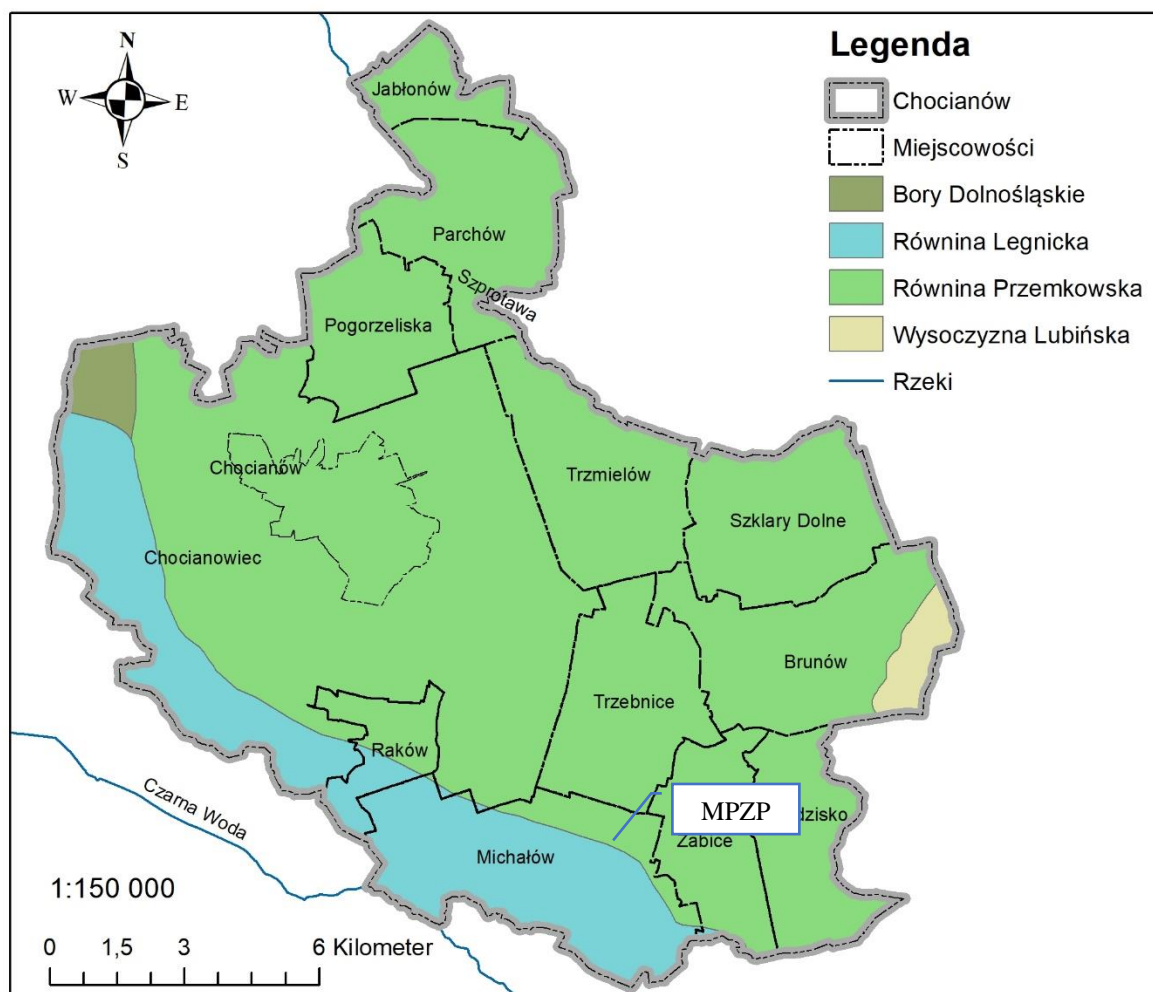 N
W E
S
Legenda
Chocianów
Miejscowości
Bory Dolnośląskie
Równina Legnicka
Równina Przemkowska
Wysoczyzna Lubińska
Rzeki
Jabłonów
Parchów
Szprotawa
Pogorzeliska
Chocianów
Trzmielów
Szklary Dolne
Chocianowiec
Brunów
Trzebnice
Raków
MPZP
dzisko
Żabice
Czarna Woda
Michałów
1:150 000
0 1,5 3 6 Kilometer